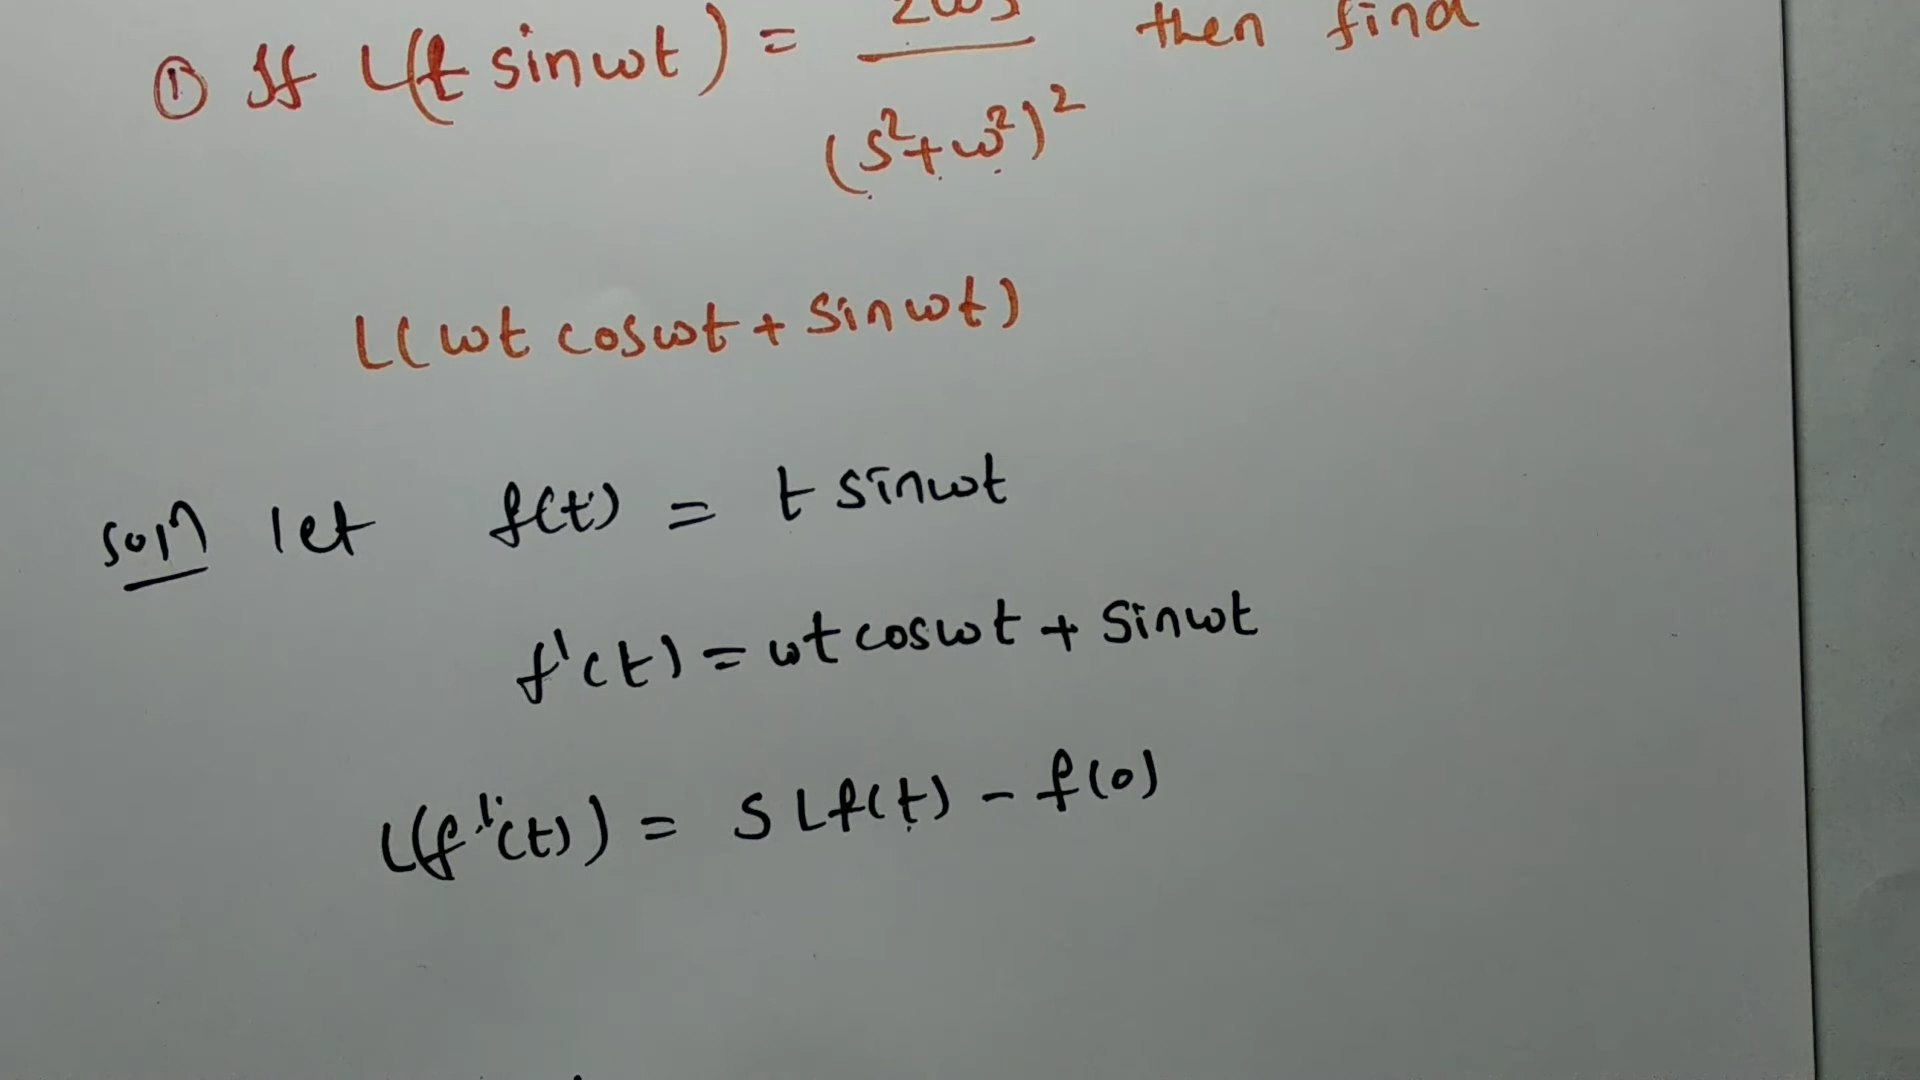 ① If L(t sinωt) = 2ωs / (s²+ω²)² then find
L(ωt cosωt + sinωt)
Soln let f(t) = t sinωt
f'(t) = ωt cosωt + sinωt
L(f'(t)) = S Lf(t) - f(0)